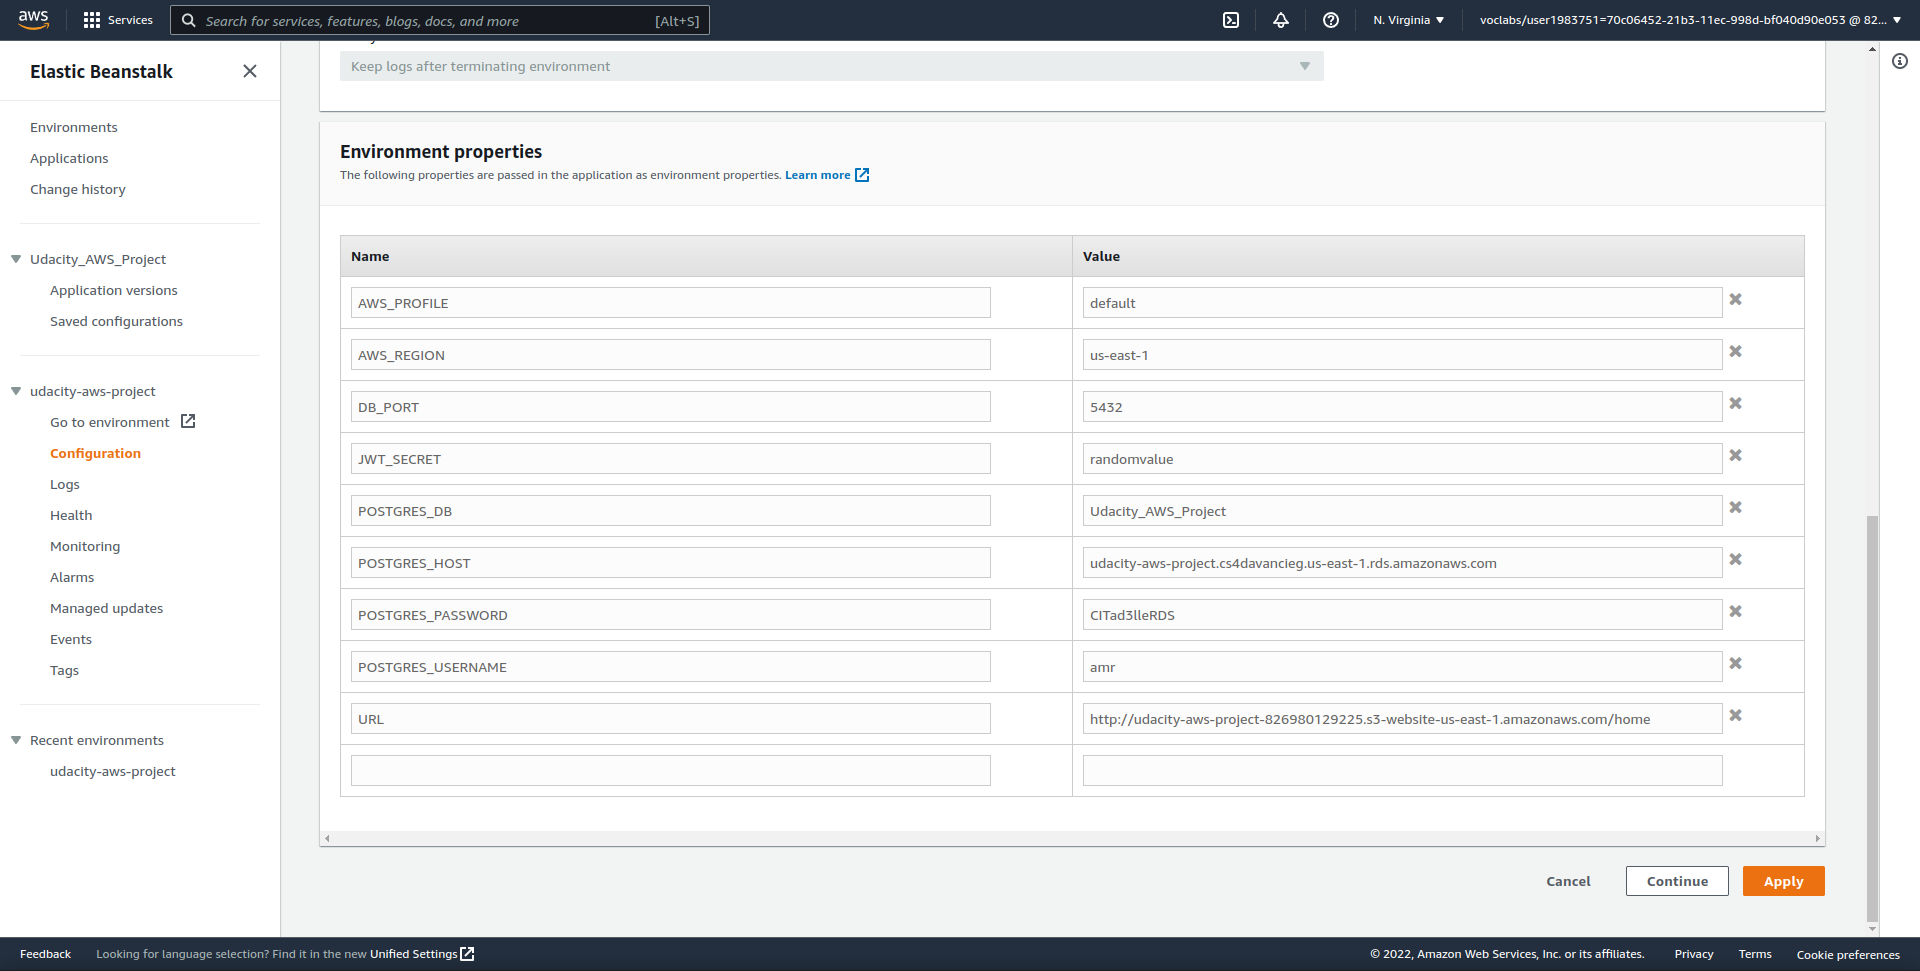 aws
Services
Search for services, features, blogs, docs, and more [Alt+S]
N. Virginia
voclabs/user1983751=70c06452-21b3-11ec-998d-bf040d90e053 @ 82...
Elastic Beanstalk
Environments
Applications
Change history
Udacity_AWS_Project
Application versions
Saved configurations
udacity-aws-project
Go to environment
Configuration
Logs
Health
Monitoring
Alarms
Managed updates
Events
Tags
Recent environments
udacity-aws-project
Keep logs after terminating environment
Environment properties
The following properties are passed in the application as environment properties. Learn more
Name Value
AWS_PROFILE default
AWS_REGION us-east-1
DB_PORT 5432
JWT_SECRET randomvalue
POSTGRES_DB Udacity_AWS_Project
POSTGRES_HOST udacity-aws-project.cs4davancieg.us-east-1.rds.amazonaws.com
POSTGRES_PASSWORD CITad3lleRDS
POSTGRES_USERNAME amr
URL http://udacity-aws-project-826980129225.s3-website-us-east-1.amazonaws.com/home
Cancel Continue Apply
Feedback Looking for language selection? Find it in the new Unified Settings
© 2022, Amazon Web Services, Inc. or its affiliates. Privacy Terms Cookie preferences